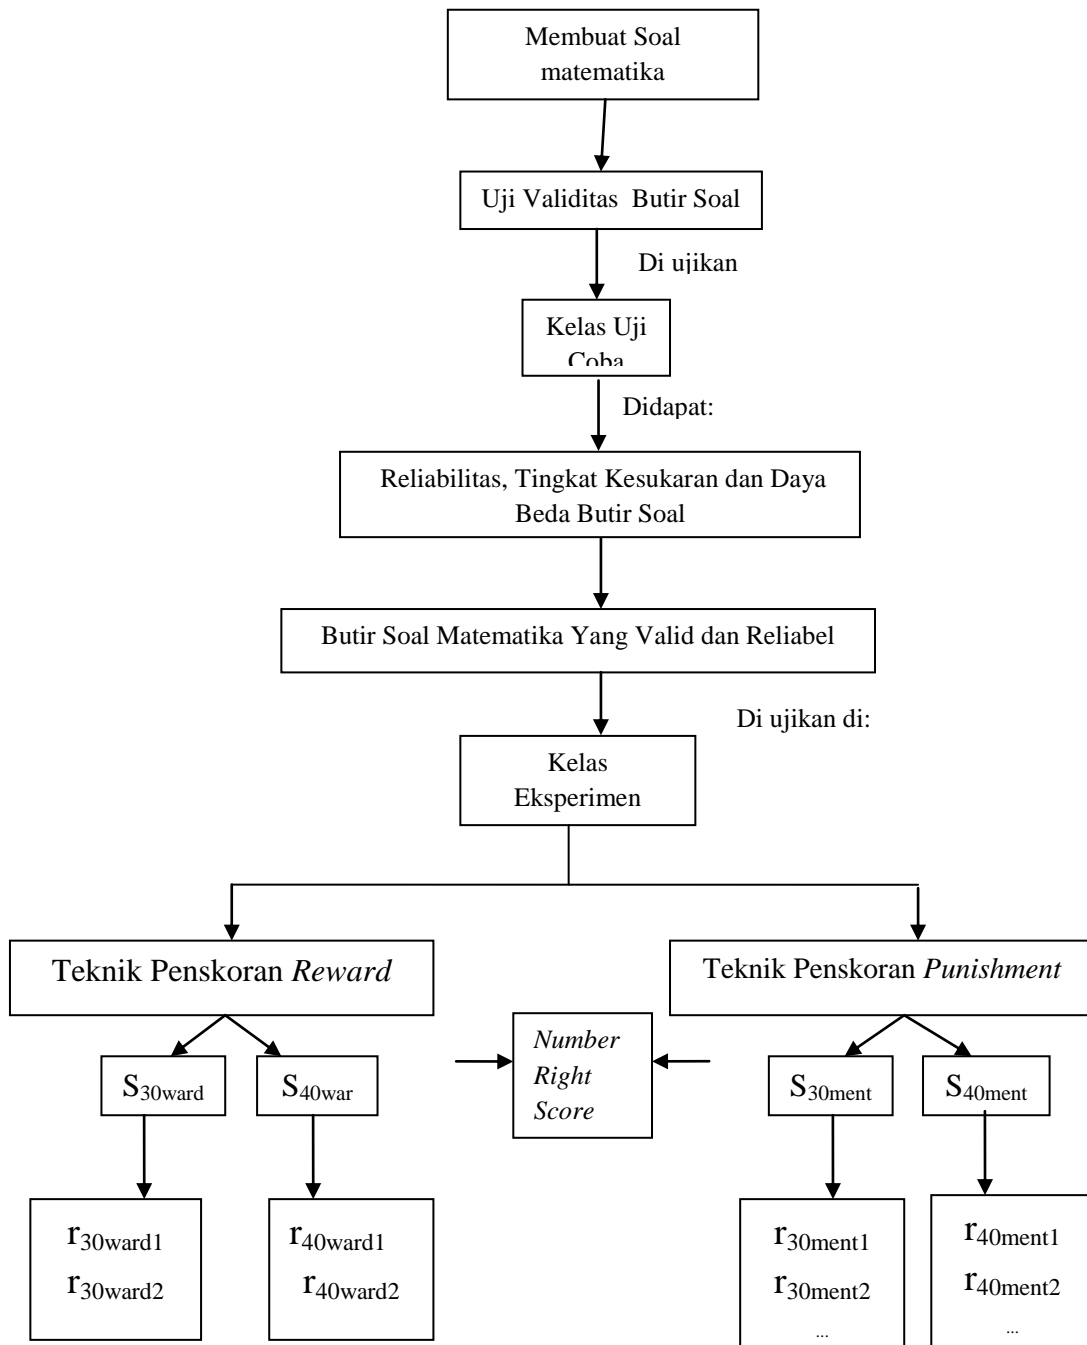 Membuat Soal
matematika
Uji Validitas Butir Soal
Di ujikan
Kelas Uji
Coba
Didapat:
Reliabilitas, Tingkat Kesukaran dan Daya
Beda Butir Soal
Butir Soal Matematika Yang Valid dan Reliabel
Di ujikan di:
Kelas
Eksperimen
Teknik Penskoran Reward
Teknik Penskoran Punishment
Number
Right
Score
S30ward
S40war
S30ment
S40ment
r30ward1
r30ward2
r40ward1
r40ward2
r30ment1
r30ment2
...
r40ment1
r40ment2
...